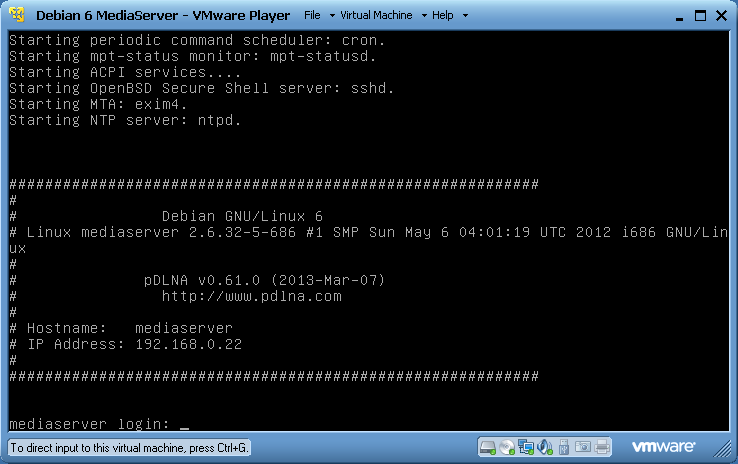 Debian 6 MediaServer - VMware Player File Virtual Machine Help
Starting periodic command scheduler: cron.
Starting mpt-status monitor: mpt-statusd.
Starting ACPI services....
Starting OpenBSD Secure Shell server: sshd.
Starting MTA: exim4.
Starting NTP server: ntpd.
###########################################################
#
# Debian GNU/Linux 6
# Linux mediaserver 2.6.32-5-686 #1 SMP Sun May 6 04:01:19 UTC 2012 i686 GNU/Lin
ux
#
# pDLNA v0.61.0 (2013-Mar-07)
# http://www.pdlna.com
#
# Hostname: mediaserver
# IP Address: 192.168.0.22
#
###########################################################
mediaserver login: _
To direct input to this virtual machine, press Ctrl+G.
vmware